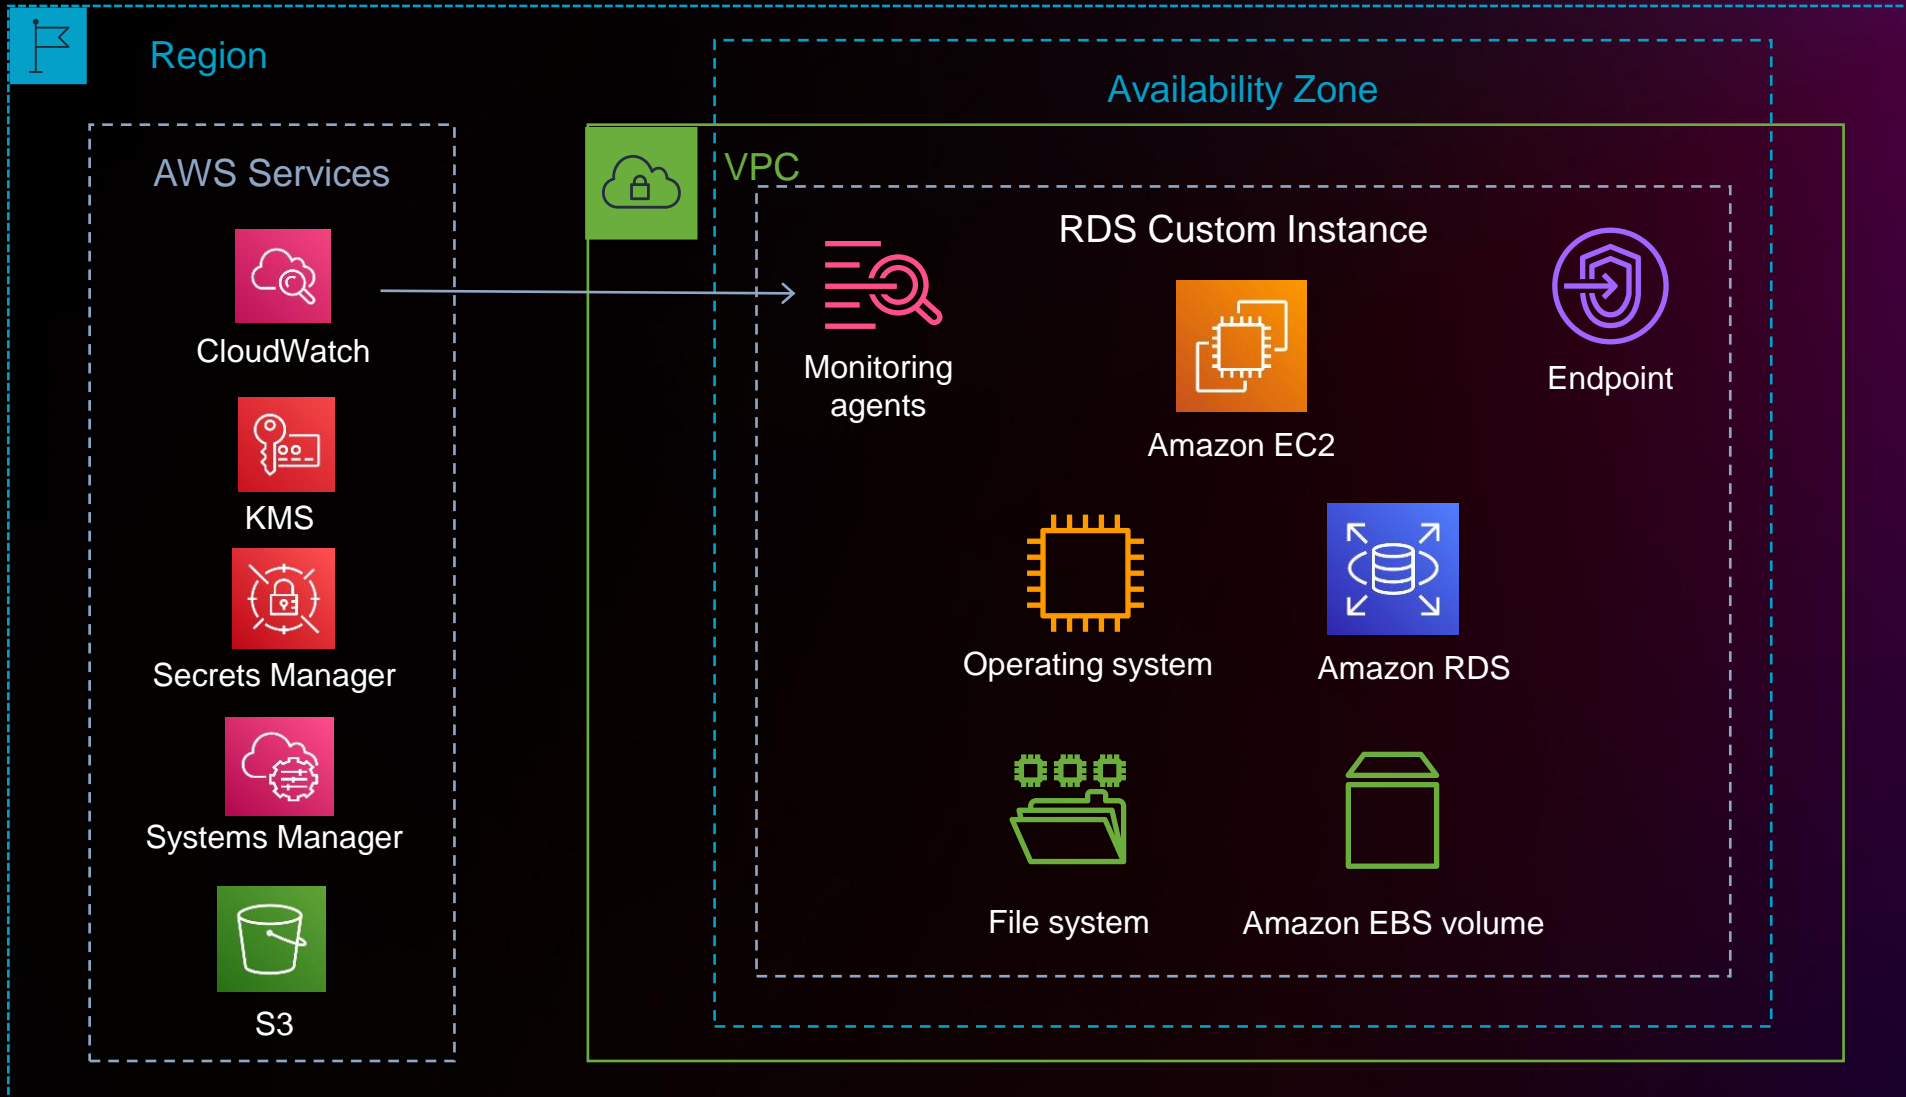 Region
Availability Zone
AWS Services
VPC
CloudWatch
KMS
Secrets Manager
Systems Manager
S3
RDS Custom Instance
Monitoring
agents
Amazon EC2
Endpoint
Operating system
Amazon RDS
File system
Amazon EBS volume